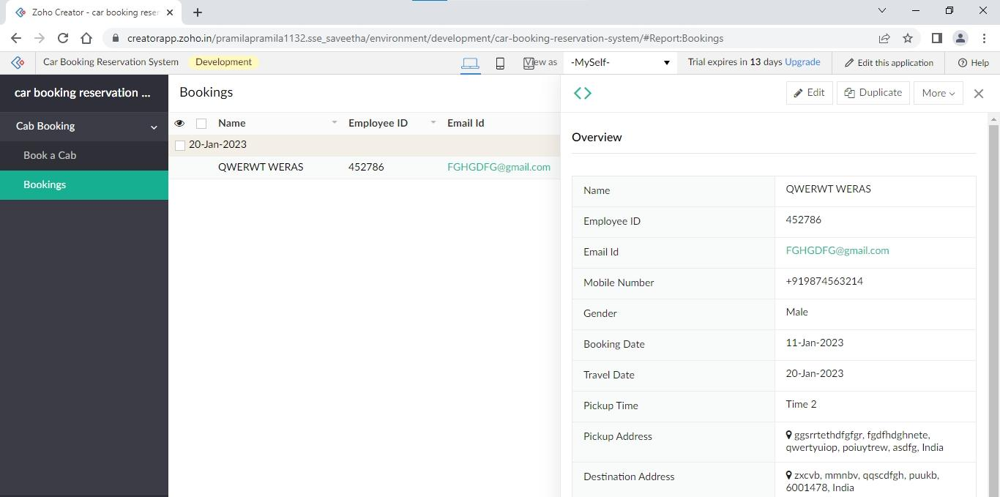 Zoho Creator - car booking reser
creatorapp.zoho.in/pramilapramila1132.sse_saveetha/environment/development/car-booking-reservation-system/#Report:Bookings
Car Booking Reservation System Development View as -MySelf- Trial expires in 13 days Upgrade Edit this application Help
car booking reservation ...
Cab Booking
Book a Cab
Bookings
Bookings
Name Employee ID Email Id
20-Jan-2023
QWERWT WERAS 452786 FGHGDFG@gmail.com
Edit Duplicate More
Overview
Name QWERWT WERAS
Employee ID 452786
Email Id FGHGDFG@gmail.com
Mobile Number +919874563214
Gender Male
Booking Date 11-Jan-2023
Travel Date 20-Jan-2023
Pickup Time Time 2
Pickup Address ggsrrtethdfgfgr, fgdfhdghnete,
qwertyuiop, poiuytrew, asdfg, India
Destination Address zxcvb, mmnbv, qqscdfgh, puukb,
6001478, India